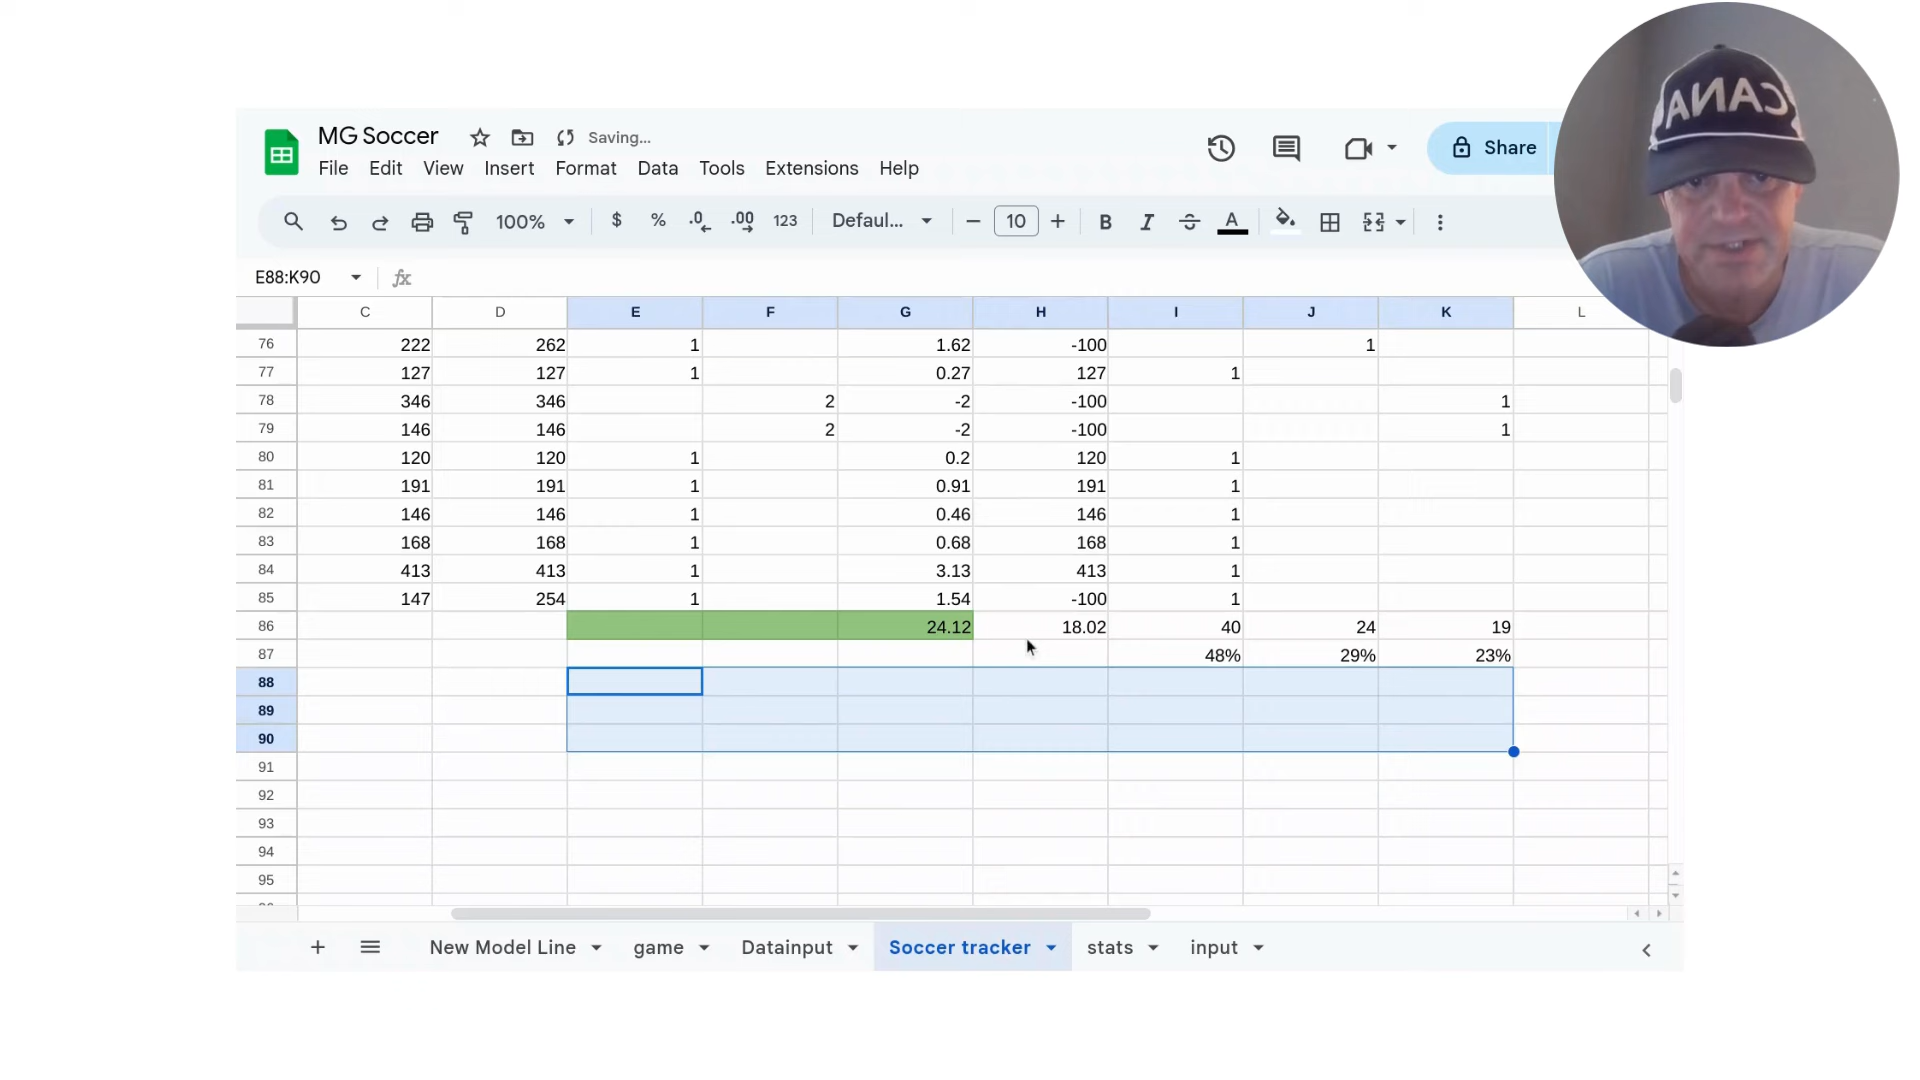 MG Soccer Saving...
File Edit View Insert Format Data Tools Extensions Help
Share
100% $ % .0 .00 123 Defaul... 10 B I A
E88:K90 fx
C D E F G H I J K L
76 222 262 1 1.62 -100 1
77 127 127 1 0.27 127 1
78 346 346 2 -2 -100 1
79 146 146 2 -2 -100 1
80 120 120 1 0.2 120 1
81 191 191 1 0.91 191 1
82 146 146 1 0.46 146 1
83 168 168 1 0.68 168 1
84 413 413 1 3.13 413 1
85 147 254 1 1.54 -100 1
86 24.12 18.02 40 24 19
87 48% 29% 23%
88
89
90
91
92
93
94
95
New Model Line game Datainput Soccer tracker stats input
CANA